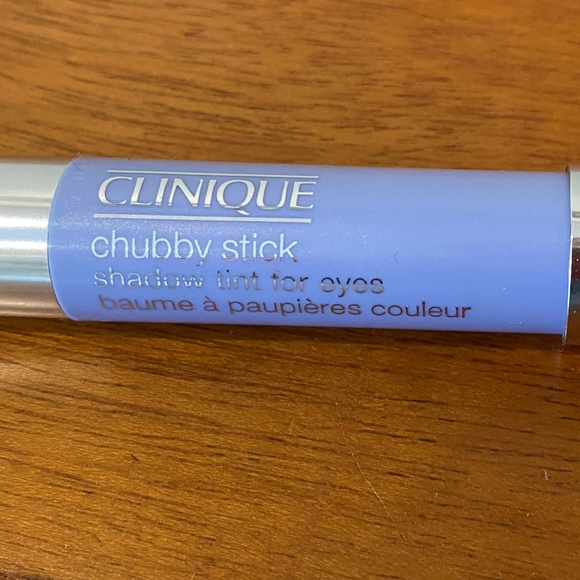 CLINIQUE
chubby stick
shadow tint for eyes
baume à paupières couleur